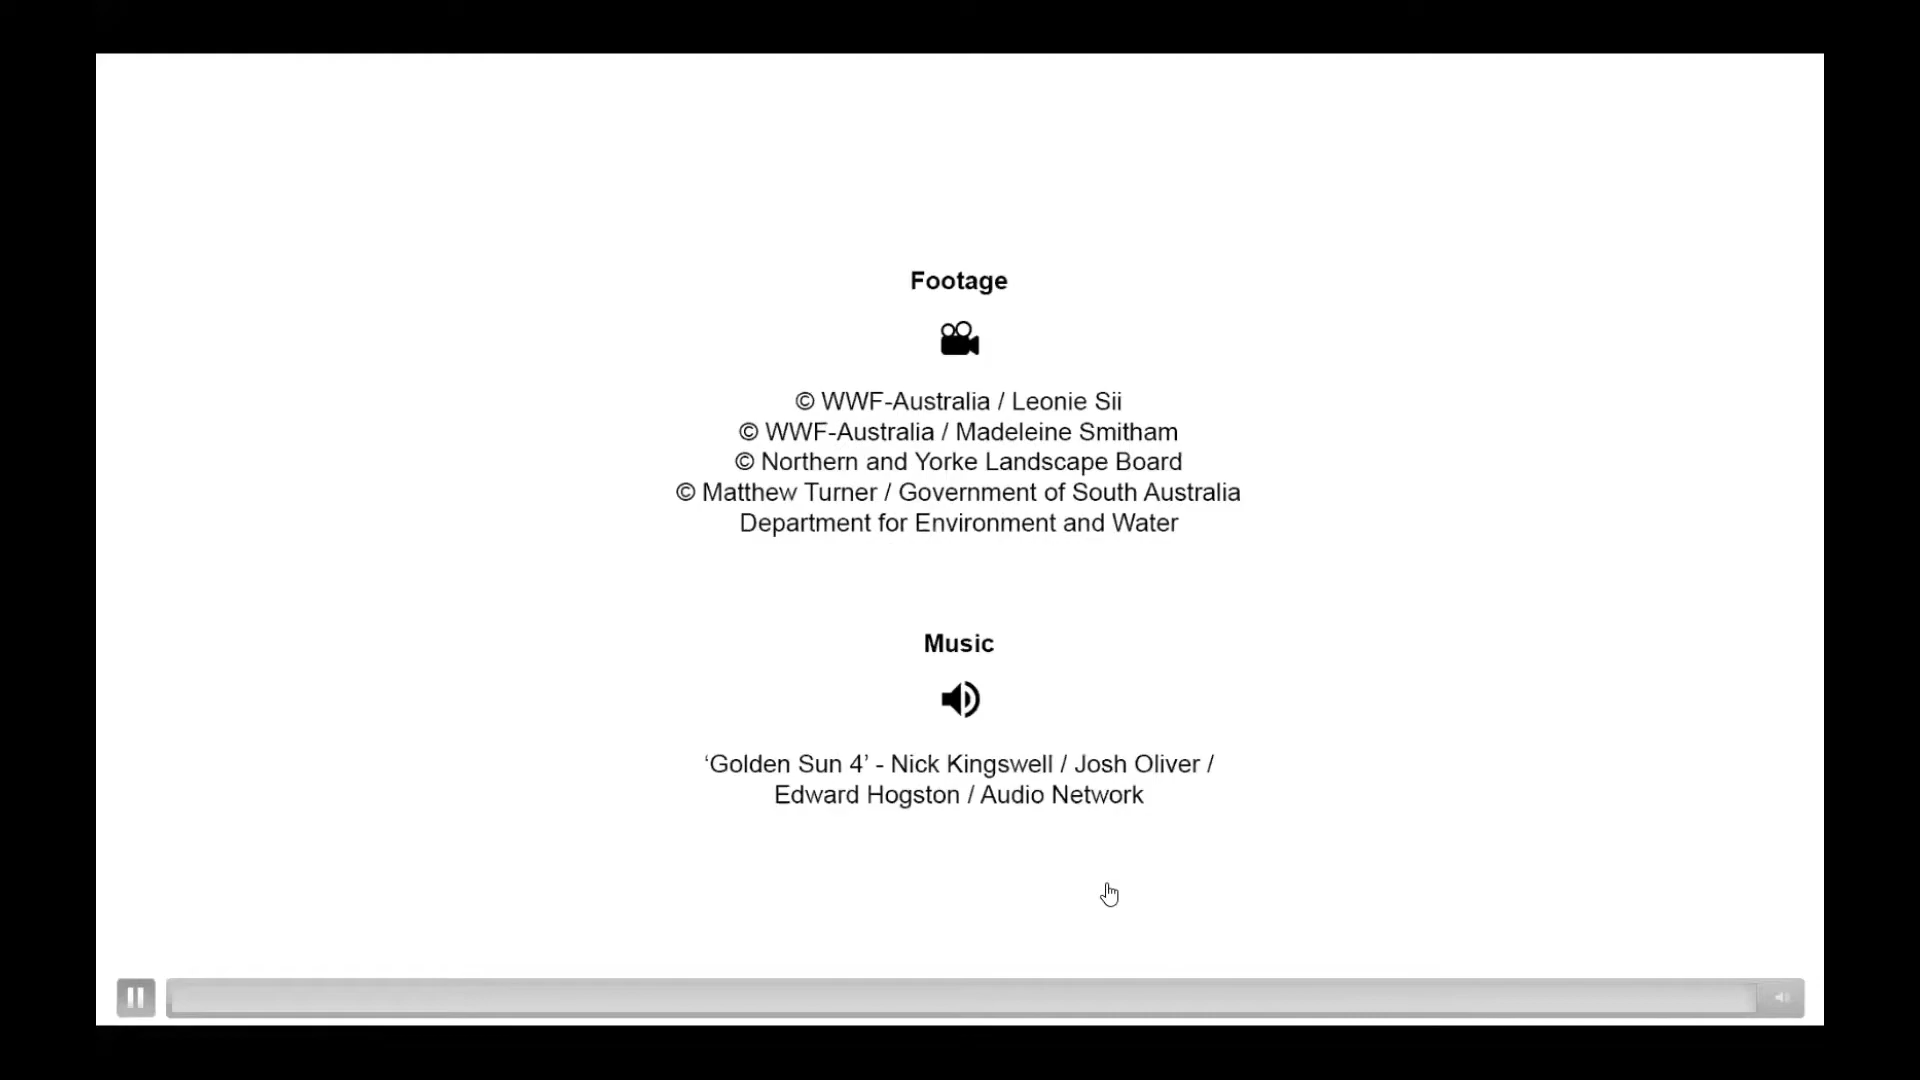 Footage
© WWF-Australia / Leonie Sii
© WWF-Australia / Madeleine Smitham
© Northern and Yorke Landscape Board
© Matthew Turner / Government of South Australia
Department for Environment and Water
Music
‘Golden Sun 4’ - Nick Kingswell / Josh Oliver /
Edward Hogston / Audio Network